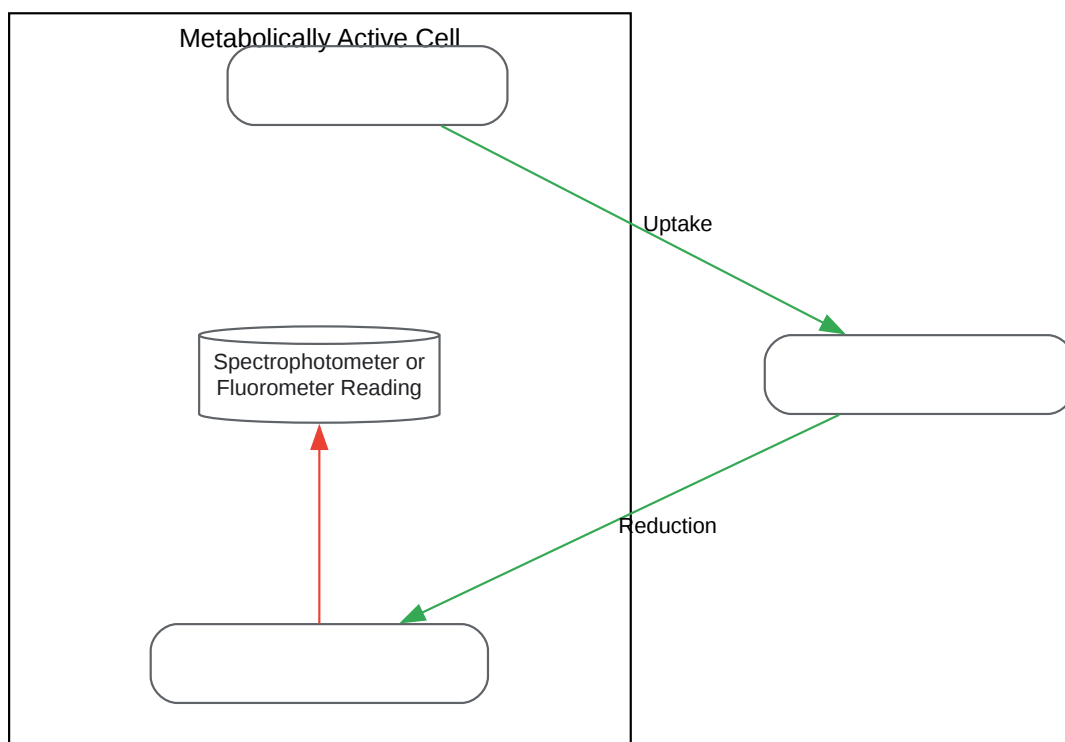 Metabolically Active Cell
Uptake
Spectrophotometer or
Fluorometer Reading
Reduction